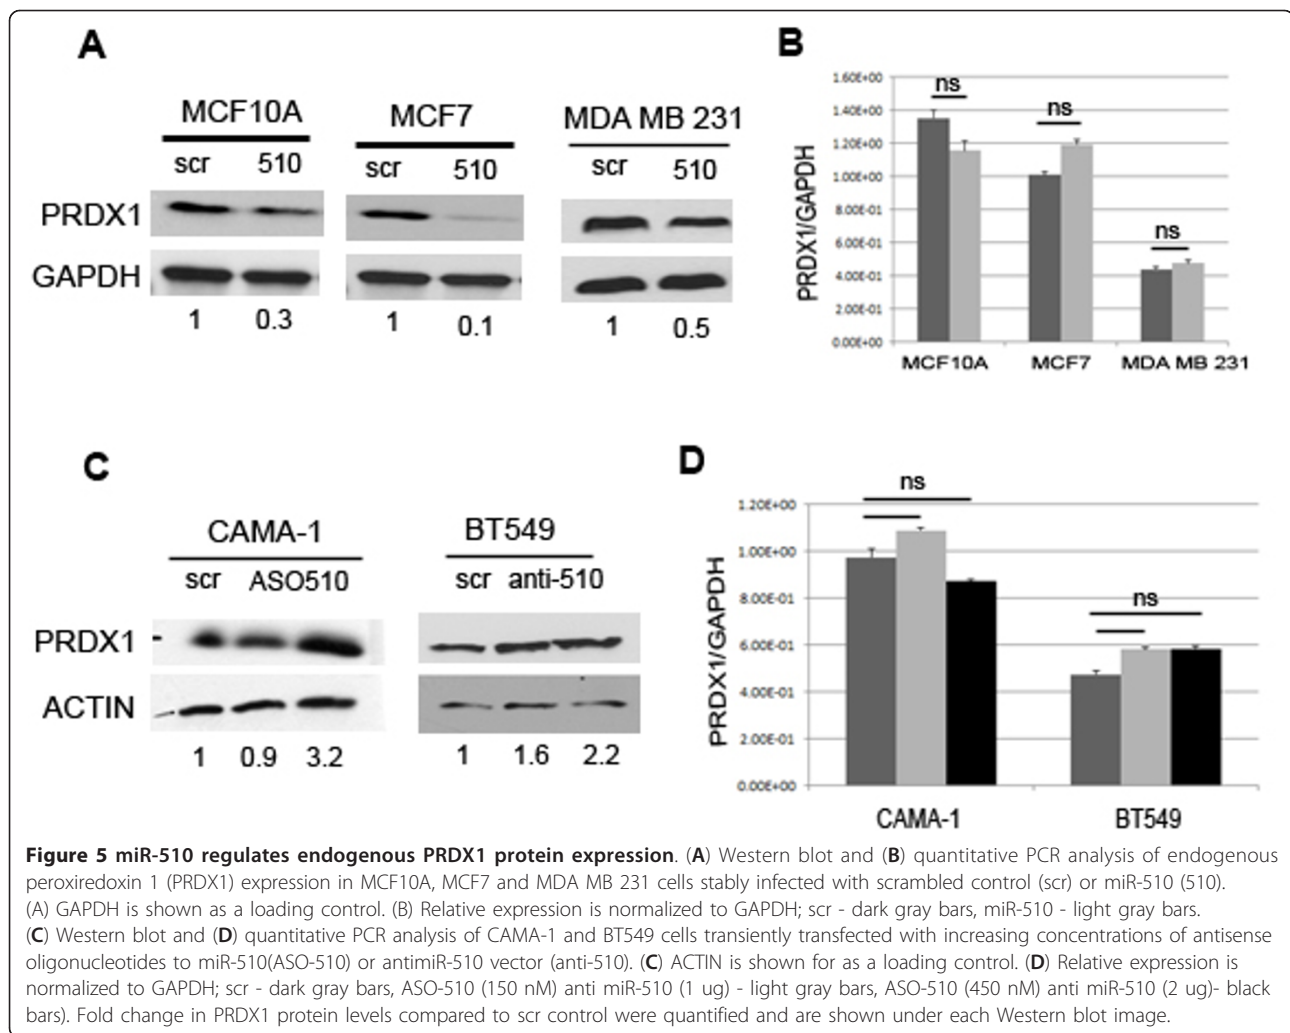 A
MCF10A MCF7 MDA MB 231
scr 510 scr 510 scr 510
PRDX1
GAPDH
1 0.3 1 0.1 1 0.5
B
PRDX1/GAPDH
1.60E+00
1.40E+00
1.20E+00
1.00E+00
8.00E-01
6.00E-01
4.00E-01
2.00E-01
0.00E+00
ns ns ns
MCF10A MCF7 MDA MB 231
C
CAMA-1 BT549
scr ASO510 scr anti-510
PRDX1
ACTIN
1 0.9 3.2 1 1.6 2.2
D
PRDX1/GAPDH
1.20E+00
1.00E+00
8.00E-01
6.00E-01
4.00E-01
2.00E-01
0.00E+00
ns ns
CAMA-1 BT549
Figure 5 miR-510 regulates endogenous PRDX1 protein expression. (A) Western blot and (B) quantitative PCR analysis of endogenous
peroxiredoxin 1 (PRDX1) expression in MCF10A, MCF7 and MDA MB 231 cells stably infected with scrambled control (scr) or miR-510 (510).
(A) GAPDH is shown as a loading control. (B) Relative expression is normalized to GAPDH; scr - dark gray bars, miR-510 - light gray bars.
(C) Western blot and (D) quantitative PCR analysis of CAMA-1 and BT549 cells transiently transfected with increasing concentrations of antisense
oligonucleotides to miR-510(ASO-510) or antimiR-510 vector (anti-510). (C) ACTIN is shown for as a loading control. (D) Relative expression is
normalized to GAPDH; scr - dark gray bars, ASO-510 (150 nM) anti miR-510 (1 ug) - light gray bars, ASO-510 (450 nM) anti miR-510 (2 ug)- black
bars). Fold change in PRDX1 protein levels compared to scr control were quantified and are shown under each Western blot image.